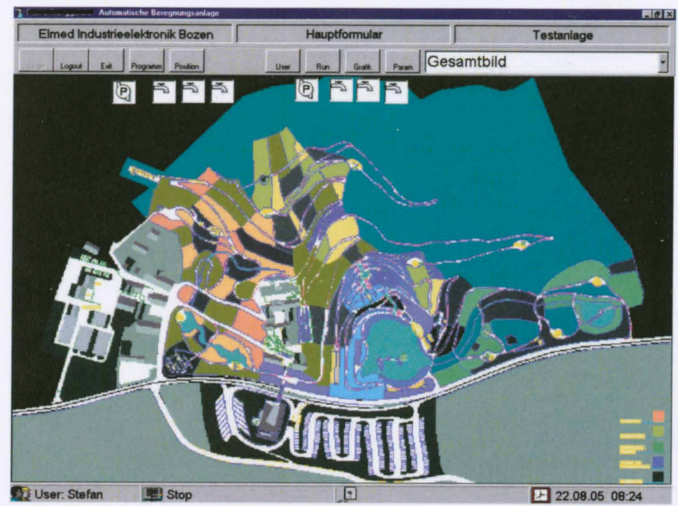 Automatische Beregnungsanlage
Elmed Industrieelektronik Bozen Hauptformular Testanlage
Login Logout Exit Programm Position User Run Grafik Param Gesamtbild
P P
User: Stefan Stop 22.08.05 08:24